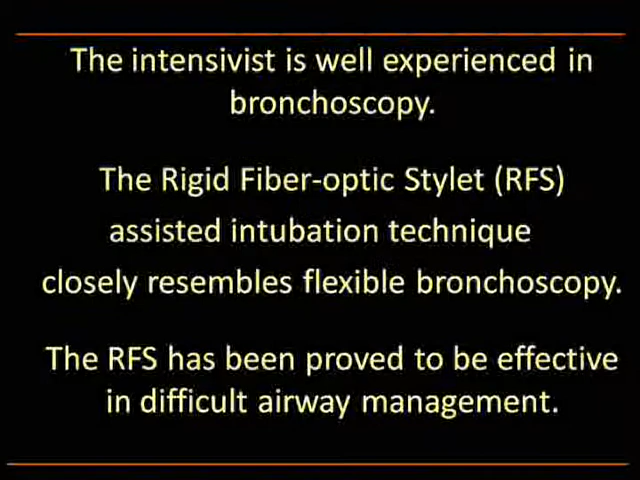 The intensivist is well experienced in
bronchoscopy.
The Rigid Fiber-optic Stylet (RFS)
assisted intubation technique
closely resembles flexible bronchoscopy.
The RFS has been proved to be effective
in difficult airway management.